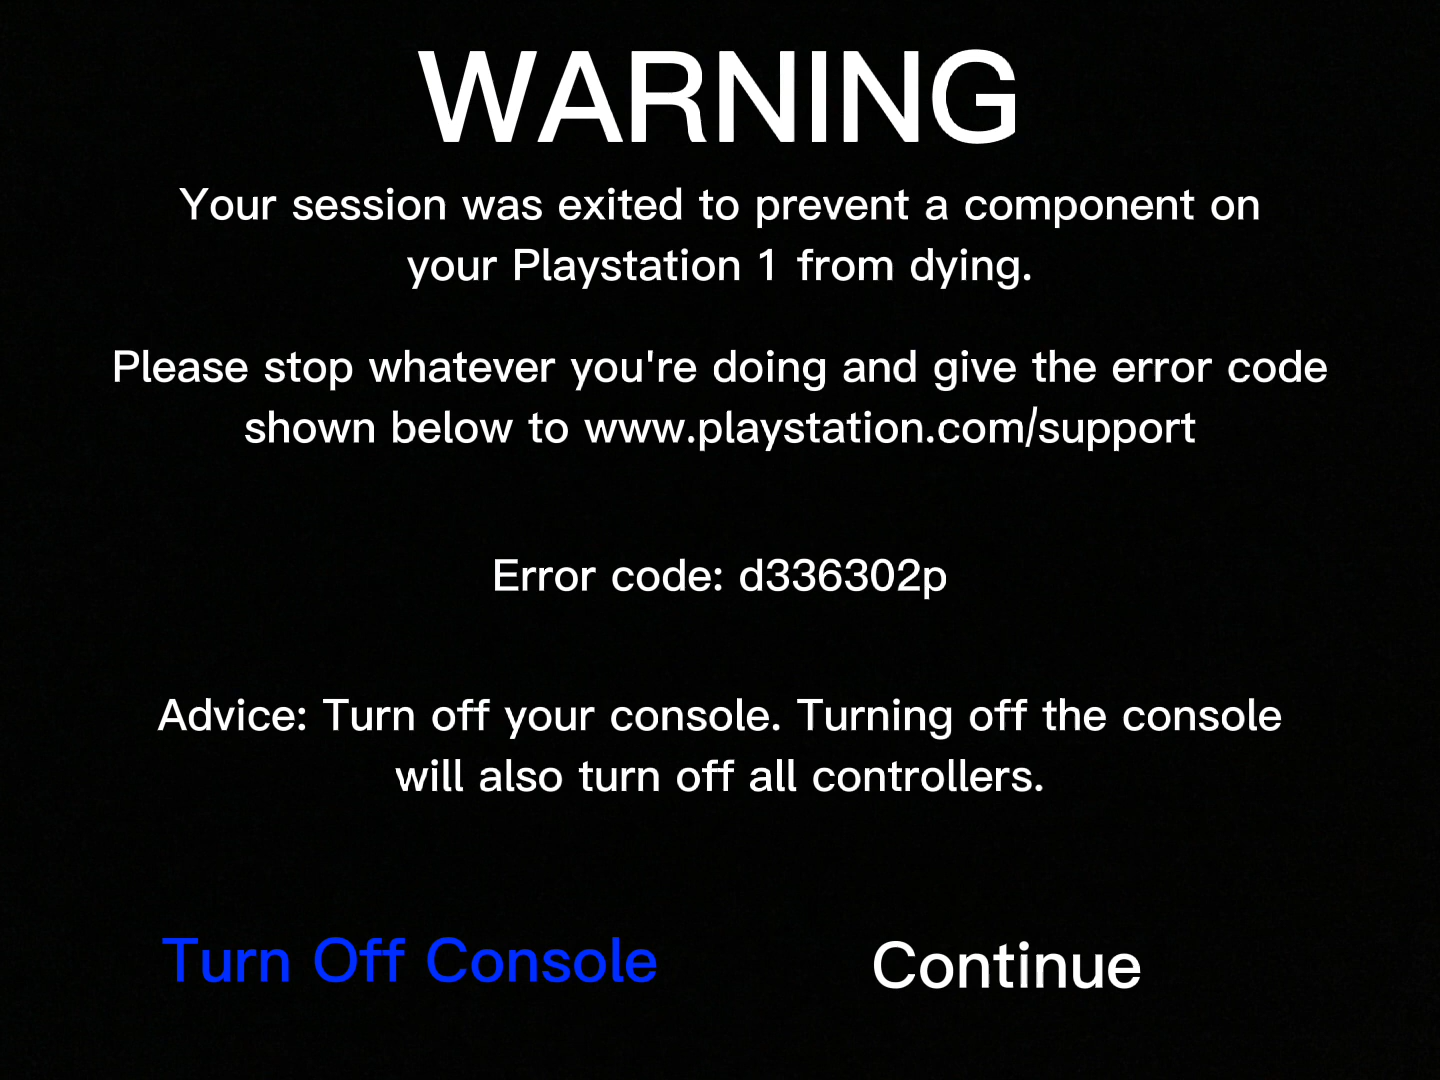 WARNING
Your session was exited to prevent a component on
your Playstation 1 from dying.
Please stop whatever you're doing and give the error code
shown below to www.playstation.com/support
Error code: d336302p
Advice: Turn off your console. Turning off the console
will also turn off all controllers.
Turn Off Console
Continue